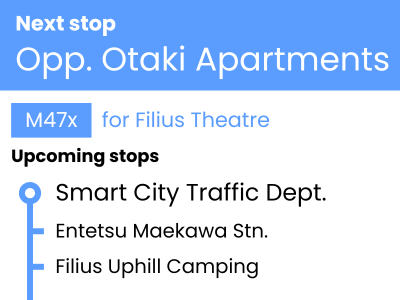 Next stop
Opp. Otaki Apartments
M47x for Filius Theatre
Upcoming stops
Smart City Traffic Dept.
Entetsu Maekawa Stn.
Filius Uphill Camping